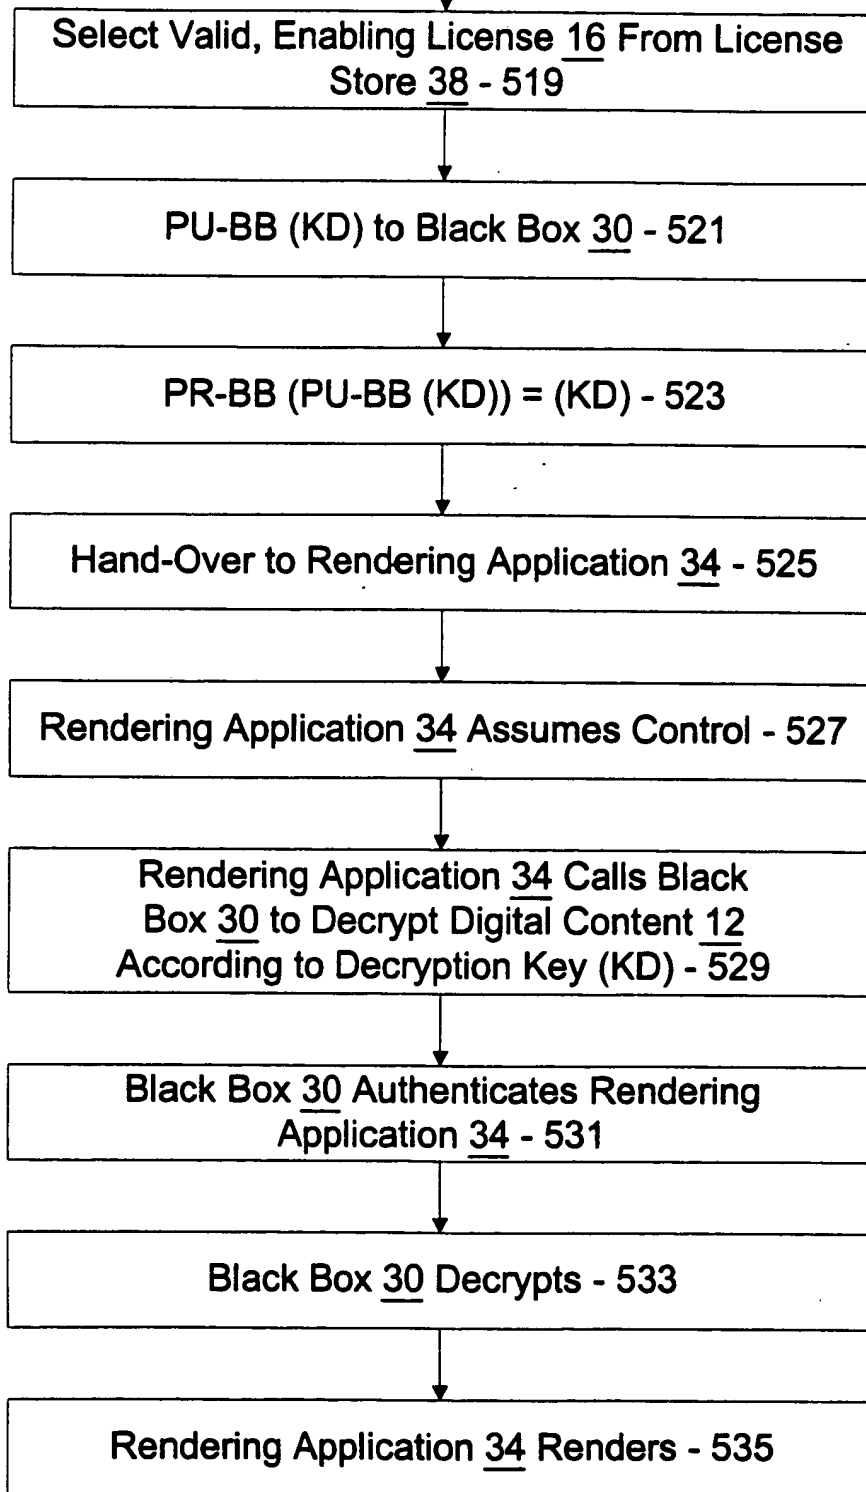 Select Valid, Enabling License 16 From License
Store 38 - 519
PU-BB (KD) to Black Box 30 - 521
PR-BB (PU-BB (KD)) = (KD) - 523
Hand-Over to Rendering Application 34 - 525
Rendering Application 34 Assumes Control - 527
Rendering Application 34 Calls Black
Box 30 to Decrypt Digital Content 12
According to Decryption Key (KD) - 529
Black Box 30 Authenticates Rendering
Application 34 - 531
Black Box 30 Decrypts - 533
Rendering Application 34 Renders - 535